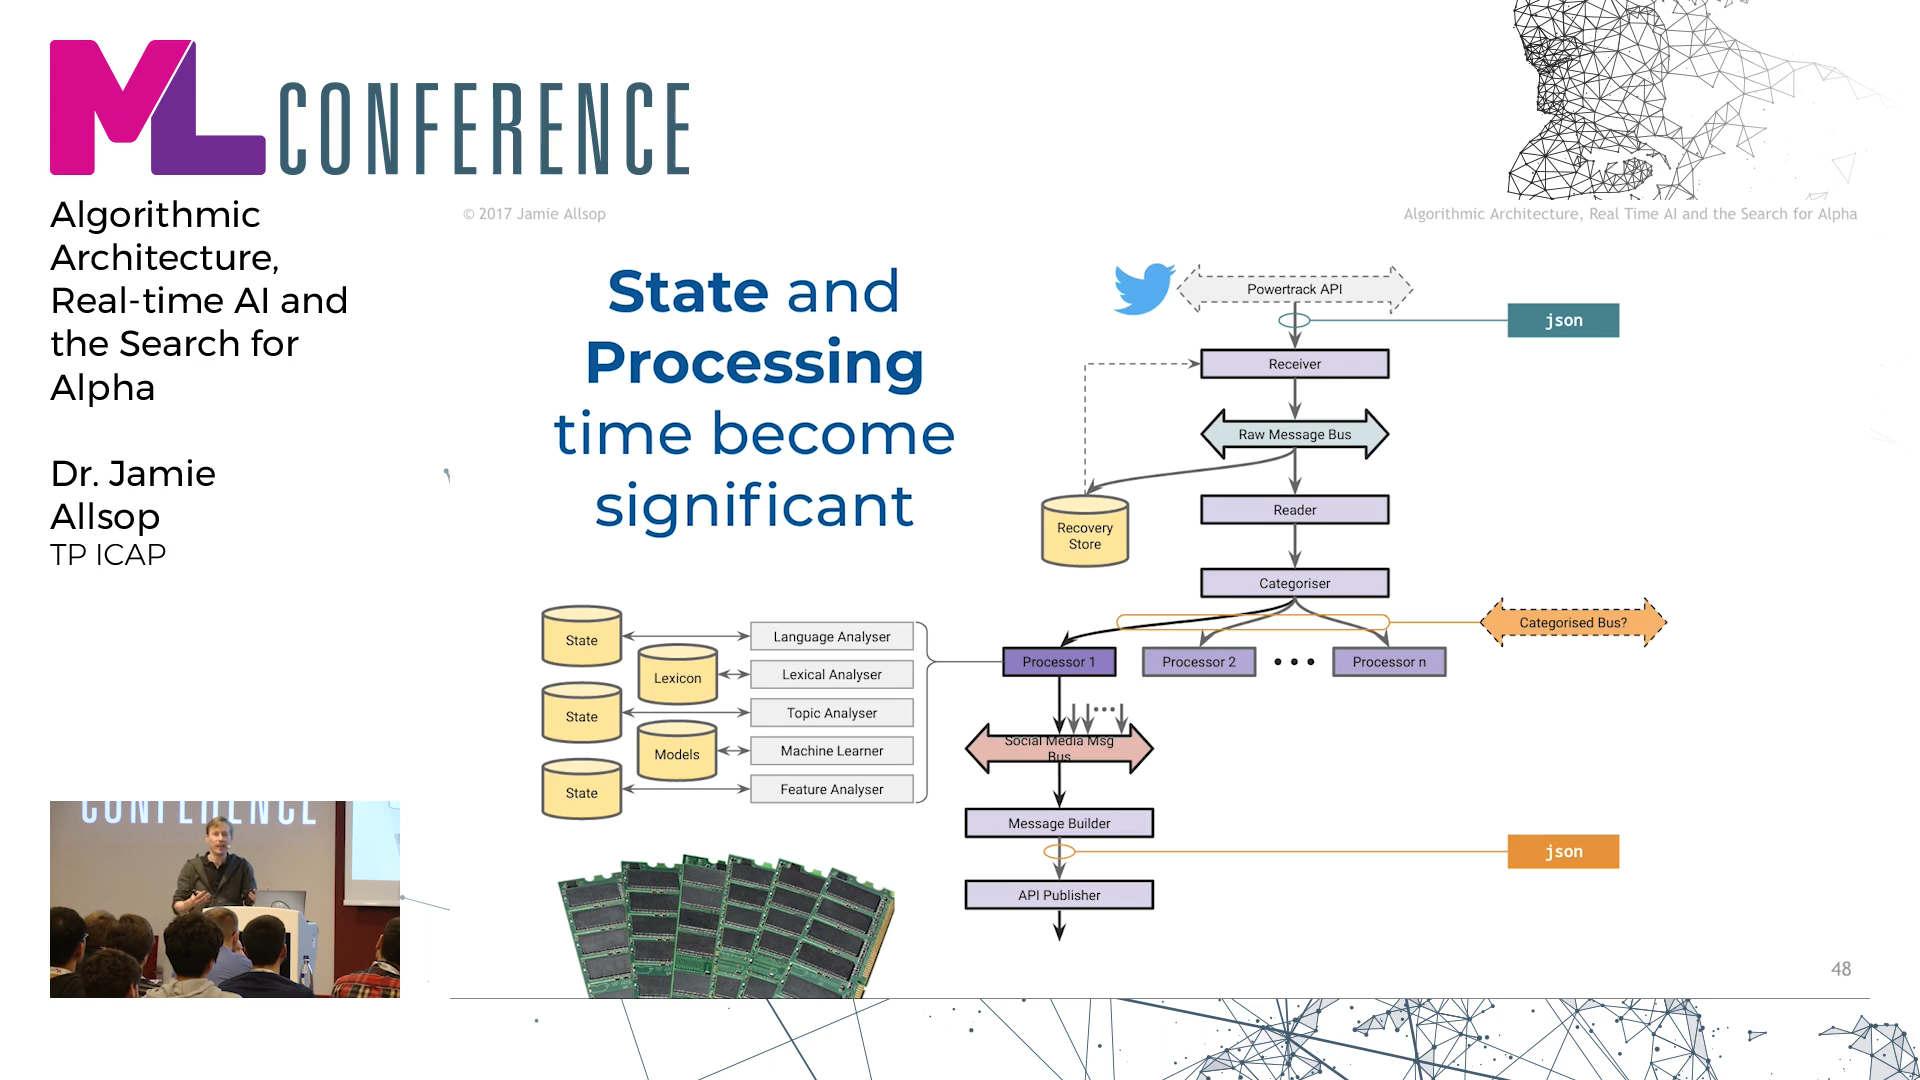 ML CONFERENCE
Algorithmic
Architecture,
Real-time AI and
the Search for
Alpha
Dr. Jamie
Allsop
TP ICAP
© 2017 Jamie Allsop
Algorithmic Architecture, Real Time AI and the Search for Alpha
State and
Processing
time become
significant
Powertrack API
json
Receiver
Raw Message Bus
Recovery
Store
Reader
Categoriser
Categorised Bus?
Processor 1
Processor 2
Processor n
State
Language Analyser
Lexicon
Lexical Analyser
State
Topic Analyser
Models
Machine Learner
State
Feature Analyser
Social Media Msg
Bus
Message Builder
json
API Publisher
48
CONFERENCE